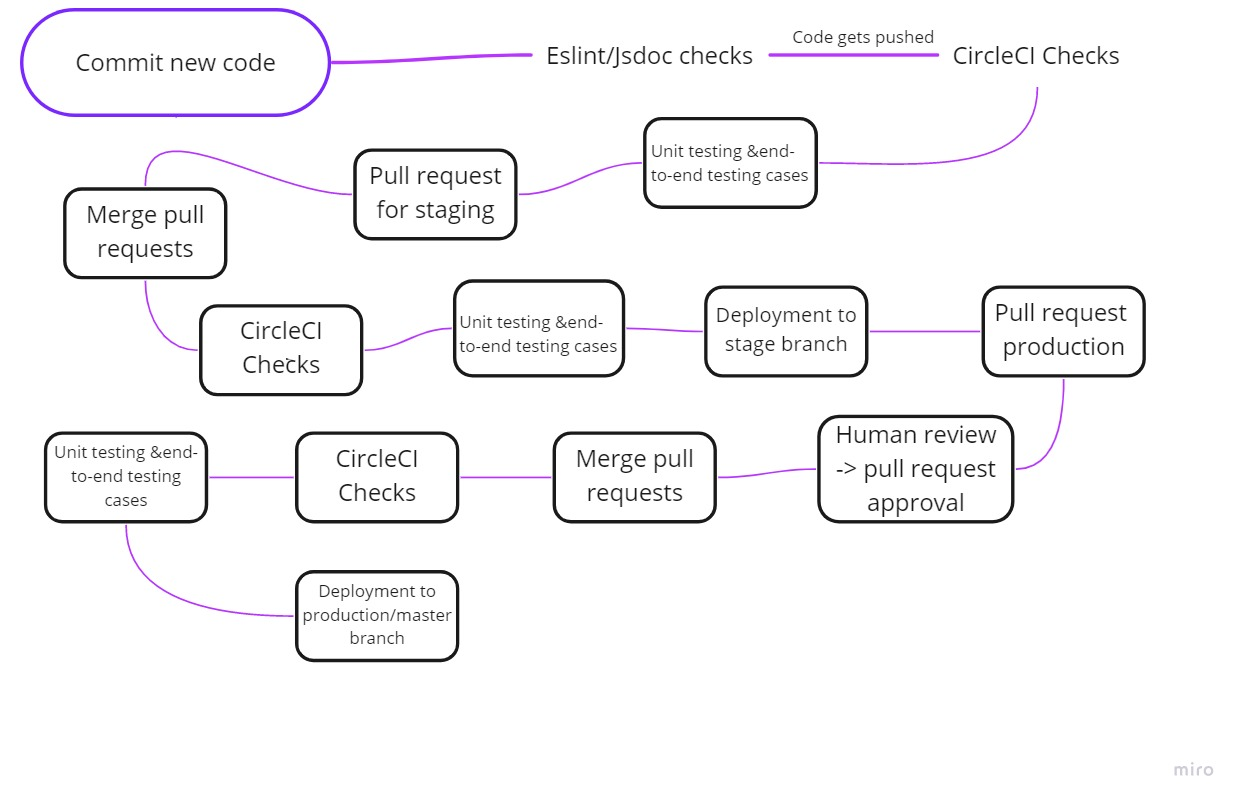 Commit new code
Eslint/Jsdoc checks
Code gets pushed
CircleCI Checks
Unit testing &end-
to-end testing cases
Pull request
for staging
Merge pull
requests
CircleCI
Checks
Unit testing &end-
to-end testing cases
Deployment to
stage branch
Pull request
production
Human review
-> pull request
approval
Merge pull
requests
CircleCI
Checks
Unit testing &end-
to-end testing
cases
Deployment to
production/master
branch
miro